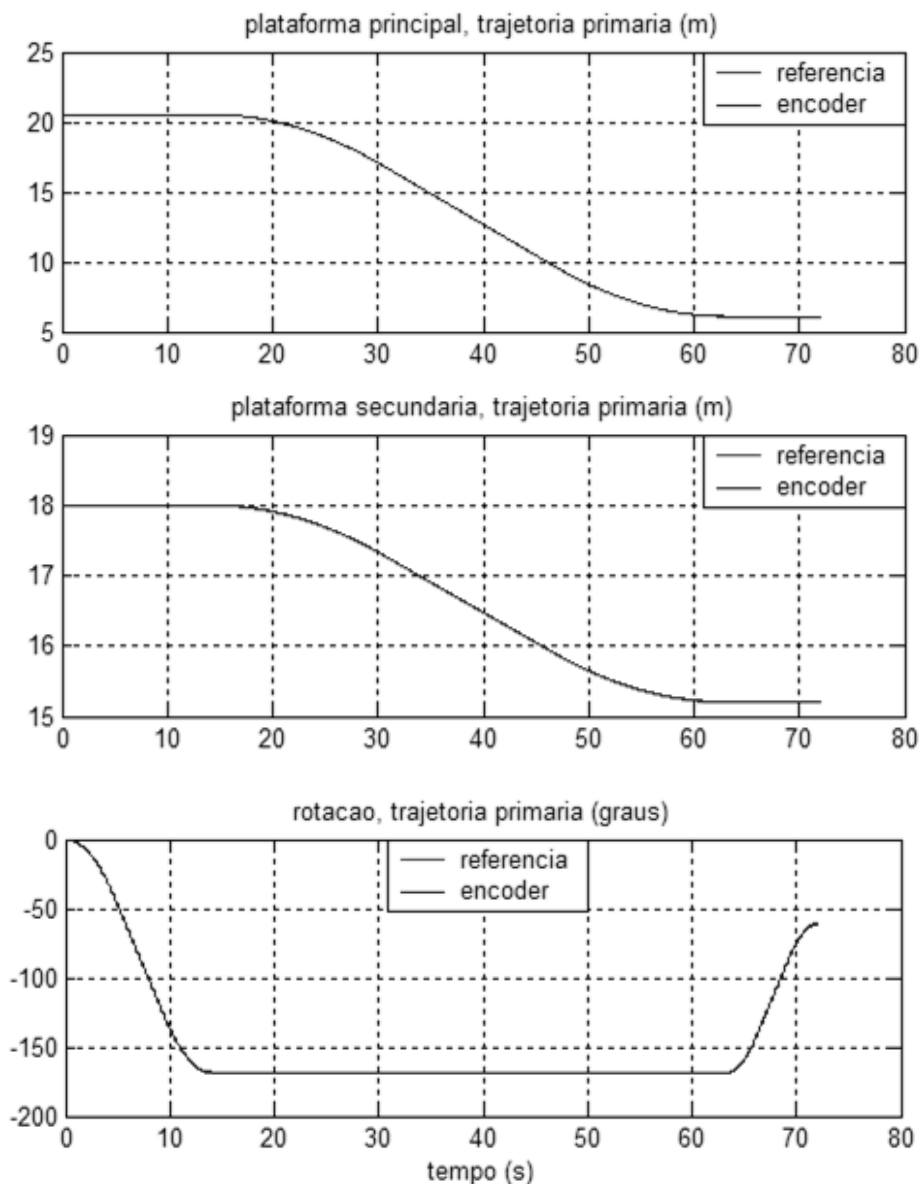 plataforma principal, trajetoria primaria (m)
25
20
15
10
5
referencia
encoder
0 10 20 30 40 50 60 70 80
plataforma secundaria, trajetoria primaria (m)
19
18
17
16
15
referencia
encoder
0 10 20 30 40 50 60 70 80
rotacao, trajetoria primaria (graus)
0
-50
-100
-150
-200
referencia
encoder
0 10 20 30 40 50 60 70 80
tempo (s)